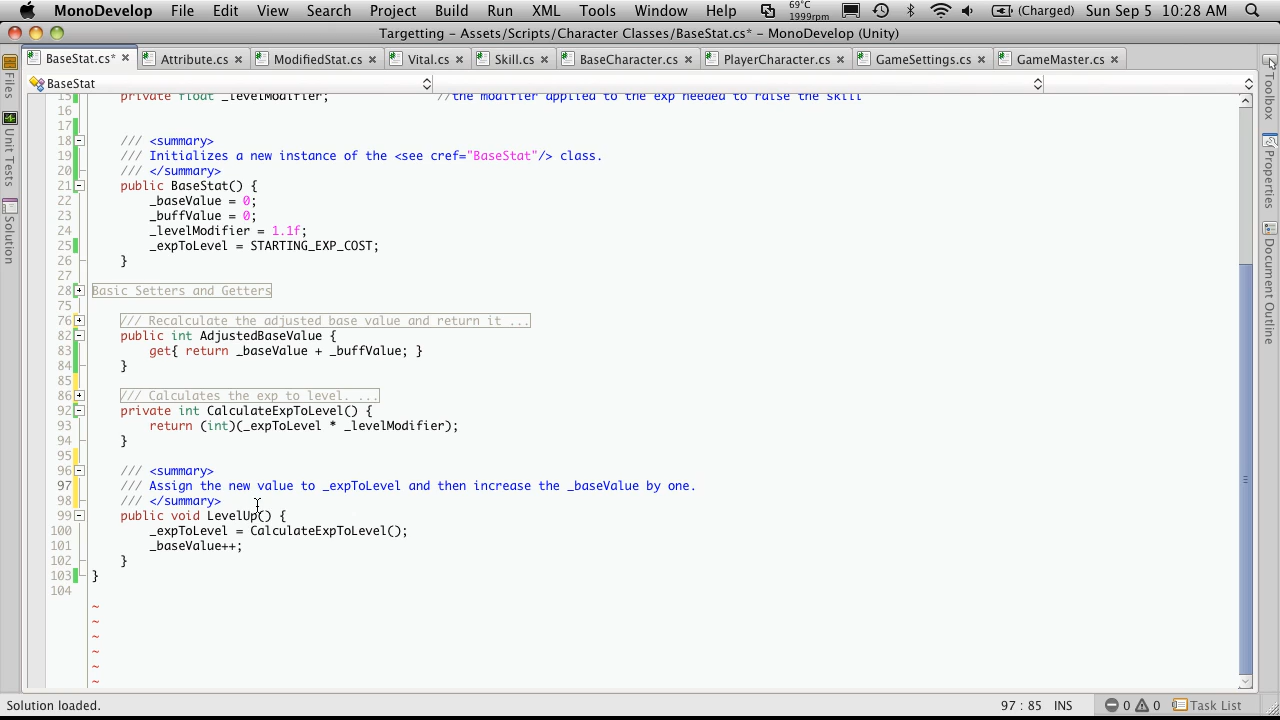 MonoDevelop File Edit View Search Project Build Run XML Tools Window Help 69°C 1999rpm (Charged) Sun Sep 5 10:28 AM
Targetting - Assets/Scripts/Character Classes/BaseStat.cs* - MonoDevelop (Unity)
BaseStat.cs* Attribute.cs ModifiedStat.cs Vital.cs Skill.cs BaseCharacter.cs PlayerCharacter.cs GameSettings.cs GameMaster.cs
BaseStat
Files
Unit Tests
Solution
Toolbox
Properties
Document Outline
15 private float _levelModifier; //the modifier applied to the exp needed to raise the skill
16
17
18 /// <summary>
19 /// Initializes a new instance of the <see cref="BaseStat"/> class.
20 /// </summary>
21 public BaseStat() {
22 _baseValue = 0;
23 _buffValue = 0;
24 _levelModifier = 1.1f;
25 _expToLevel = STARTING_EXP_COST;
26 }
27
28 Basic Setters and Getters
75
76 /// Recalculate the adjusted base value and return it ...
82 public int AdjustedBaseValue {
83 get{ return _baseValue + _buffValue; }
84 }
85
86 /// Calculates the exp to level. ...
92 private int CalculateExpToLevel() {
93 return (int)(_expToLevel * _levelModifier);
94 }
95
96 /// <summary>
97 /// Assign the new value to _expToLevel and then increase the _baseValue by one.
98 /// </summary>
99 public void LevelUp() {
100 _expToLevel = CalculateExpToLevel();
101 _baseValue++;
102 }
103 }
104
~
~
~
~
~
~
Solution loaded. 97 : 85 INS 0 0 Task List